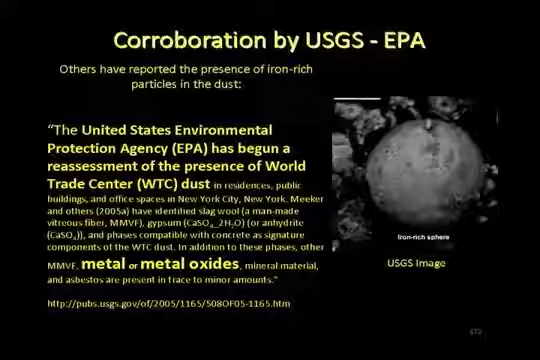 Corroboration by USGS - EPA
Others have reported the presence of iron-rich
particles in the dust:
“The United States Environmental
Protection Agency (EPA) has begun a
reassessment of the presence of World
Trade Center (WTC) dust in residences, public
buildings, and office spaces in New York City, New York. Meeker
and others (2005a) have identified slag wool (a man-made
vitreous fiber, MMVF), gypsum (CaSO4_2H2O) (or anhydrite
(CaSO4)), and phases compatible with concrete as signature
components of the WTC dust. In addition to these phases, other
MMVF, metal or metal oxides, mineral material,
and asbestos are present in trace to minor amounts.”
http://pubs.usgs.gov/of/2005/1165/508OF05-1165.htm
Iron-rich sphere
USGS Image